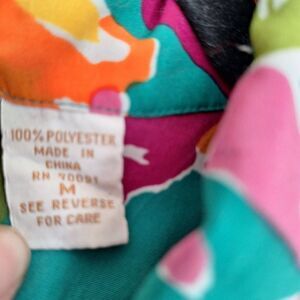 100% POLYESTER
MADE IN
CHINA
RN 70091
M
SEE REVERSE
FOR CARE